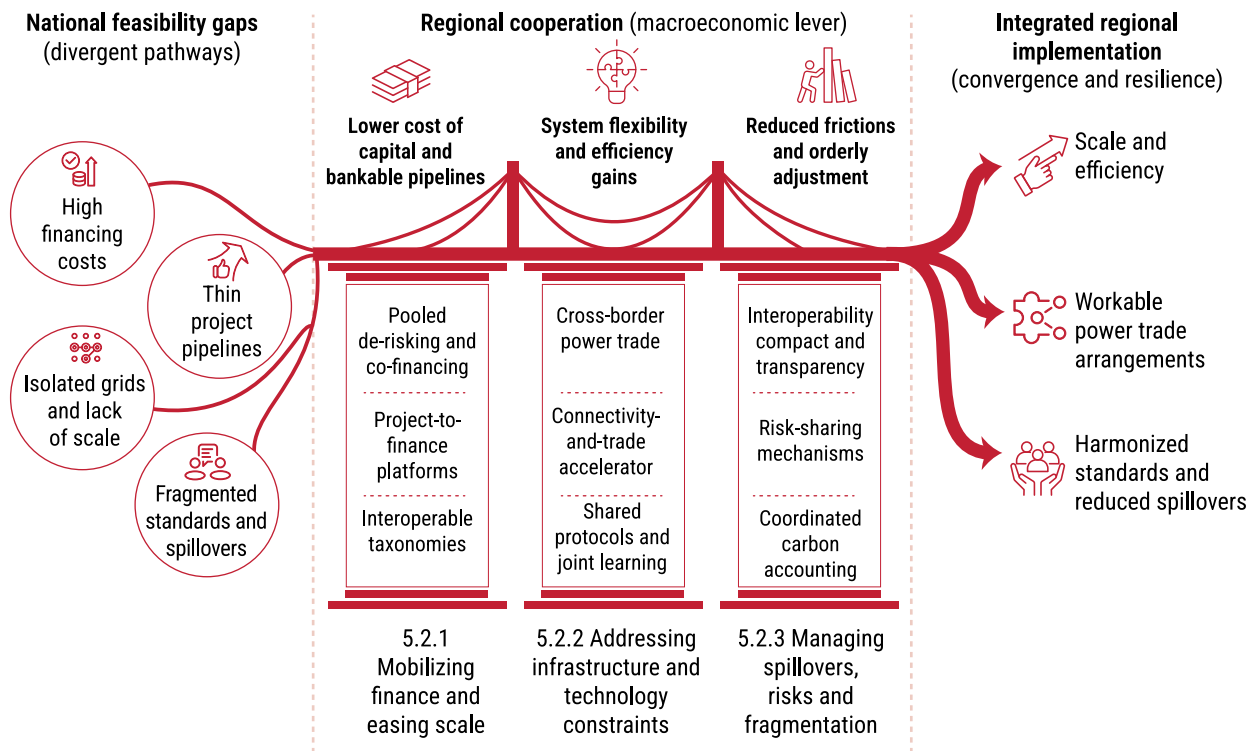 National feasibility gaps
(divergent pathways)
High
financing
costs
Thin
project
pipelines
Isolated grids
and lack
of scale
Fragmented
standards and
spillovers
Regional cooperation (macroeconomic lever)
Lower cost of
capital and
bankable pipelines
System flexibility
and efficiency
gains
Reduced frictions
and orderly
adjustment
Pooled
de-risking and
co-financing
Project-to-
finance
platforms
Interoperable
taxonomies
5.2.1
Mobilizing
finance and
easing scale
Cross-border
power trade
Connectivity-
and-trade
accelerator
Shared
protocols and
joint learning
5.2.2 Addressing
infrastructure and
technology
constraints
Interoperability
compact and
transparency
Risk-sharing
mechanisms
Coordinated
carbon
accounting
5.2.3 Managing
spillovers,
risks and
fragmentation
Integrated regional
implementation
(convergence and resilience)
Scale and
efficiency
Workable
power trade
arrangements
Harmonized
standards and
reduced spillovers